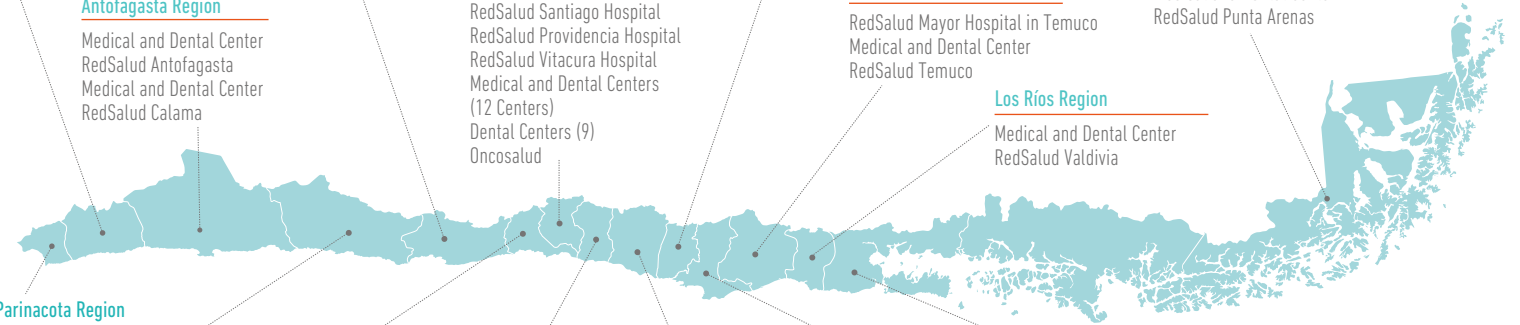 Antofagasta Region
Medical and Dental Center
RedSalud Antofagasta
Medical and Dental Center
RedSalud Calama
RedSalud Santiago Hospital
RedSalud Providencia Hospital
RedSalud Vitacura Hospital
Medical and Dental Centers
(12 Centers)
Dental Centers (9)
Oncosalud
RedSalud Mayor Hospital in Temuco
Medical and Dental Center
RedSalud Temuco
Los Ríos Region
Medical and Dental Center
RedSalud Valdivia
RedSalud Punta Arenas
Parinacota Region